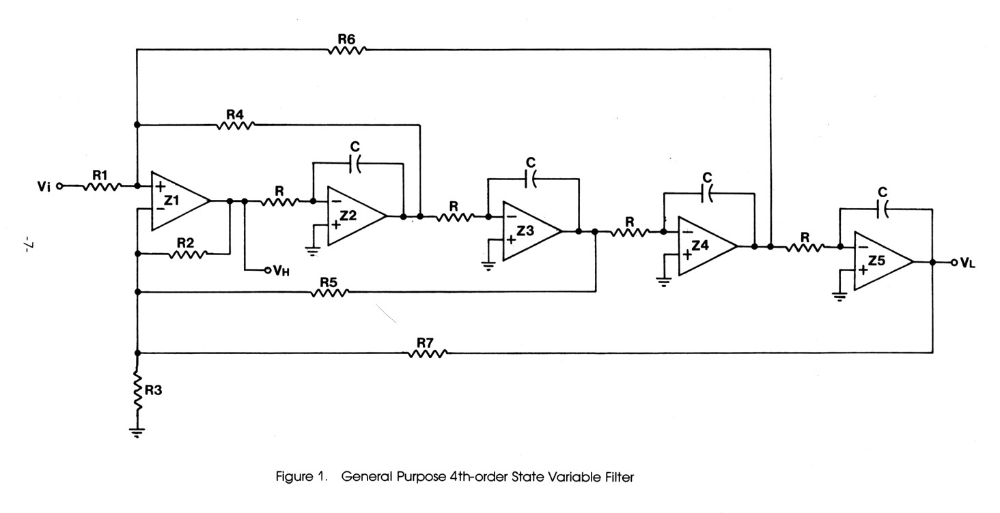 R6
R4
C
C
C
C
Vi
R1
+
−
Z1
R
−
+
Z2
R
−
+
Z3
R
−
+
Z4
R
−
+
Z5
VL
R2
VH
R5
R7
R3
-7-
Figure 1. General Purpose 4th-order State Variable Filter